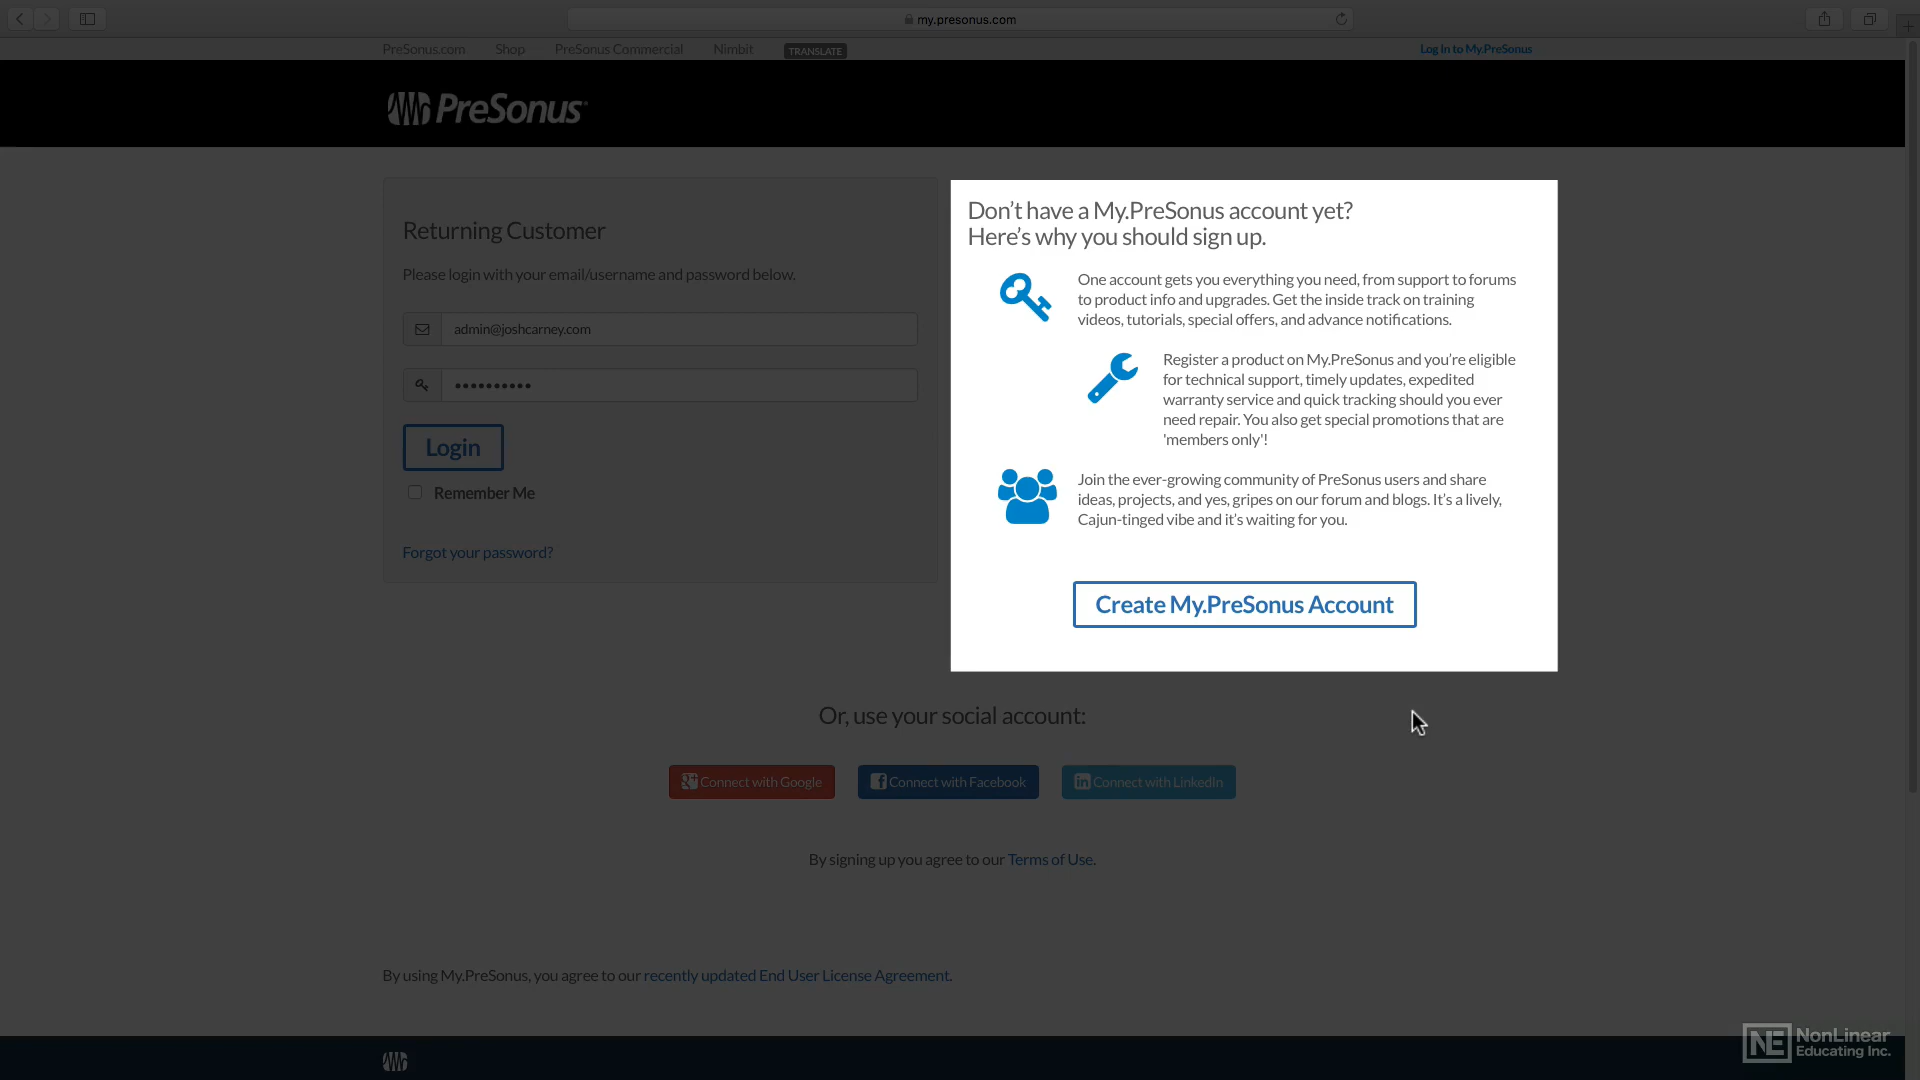 my.presonus.com
PreSonus.com Shop PreSonus Commercial Nimbit TRANSLATE Log In to My.PreSonus
PreSonus
Returning Customer
Please login with your email/username and password below.
admin@joshcarney.com
••••••••••
Login
Remember Me
Forgot your password?
Don't have a My.PreSonus account yet?
Here's why you should sign up.
One account gets you everything you need, from support to forums
to product info and upgrades. Get the inside track on training
videos, tutorials, special offers, and advance notifications.
Register a product on My.PreSonus and you're eligible
for technical support, timely updates, expedited
warranty service and quick tracking should you ever
need repair. You also get special promotions that are
'members only'!
Join the ever-growing community of PreSonus users and share
ideas, projects, and yes, gripes on our forum and blogs. It's a lively,
Cajun-tinged vibe and it's waiting for you.
Create My.PreSonus Account
Or, use your social account:
Connect with Google Connect with Facebook Connect with LinkedIn
By signing up you agree to our Terms of Use.
By using My.PreSonus, you agree to our recently updated End User License Agreement.
NE NonLinear
Educating Inc.